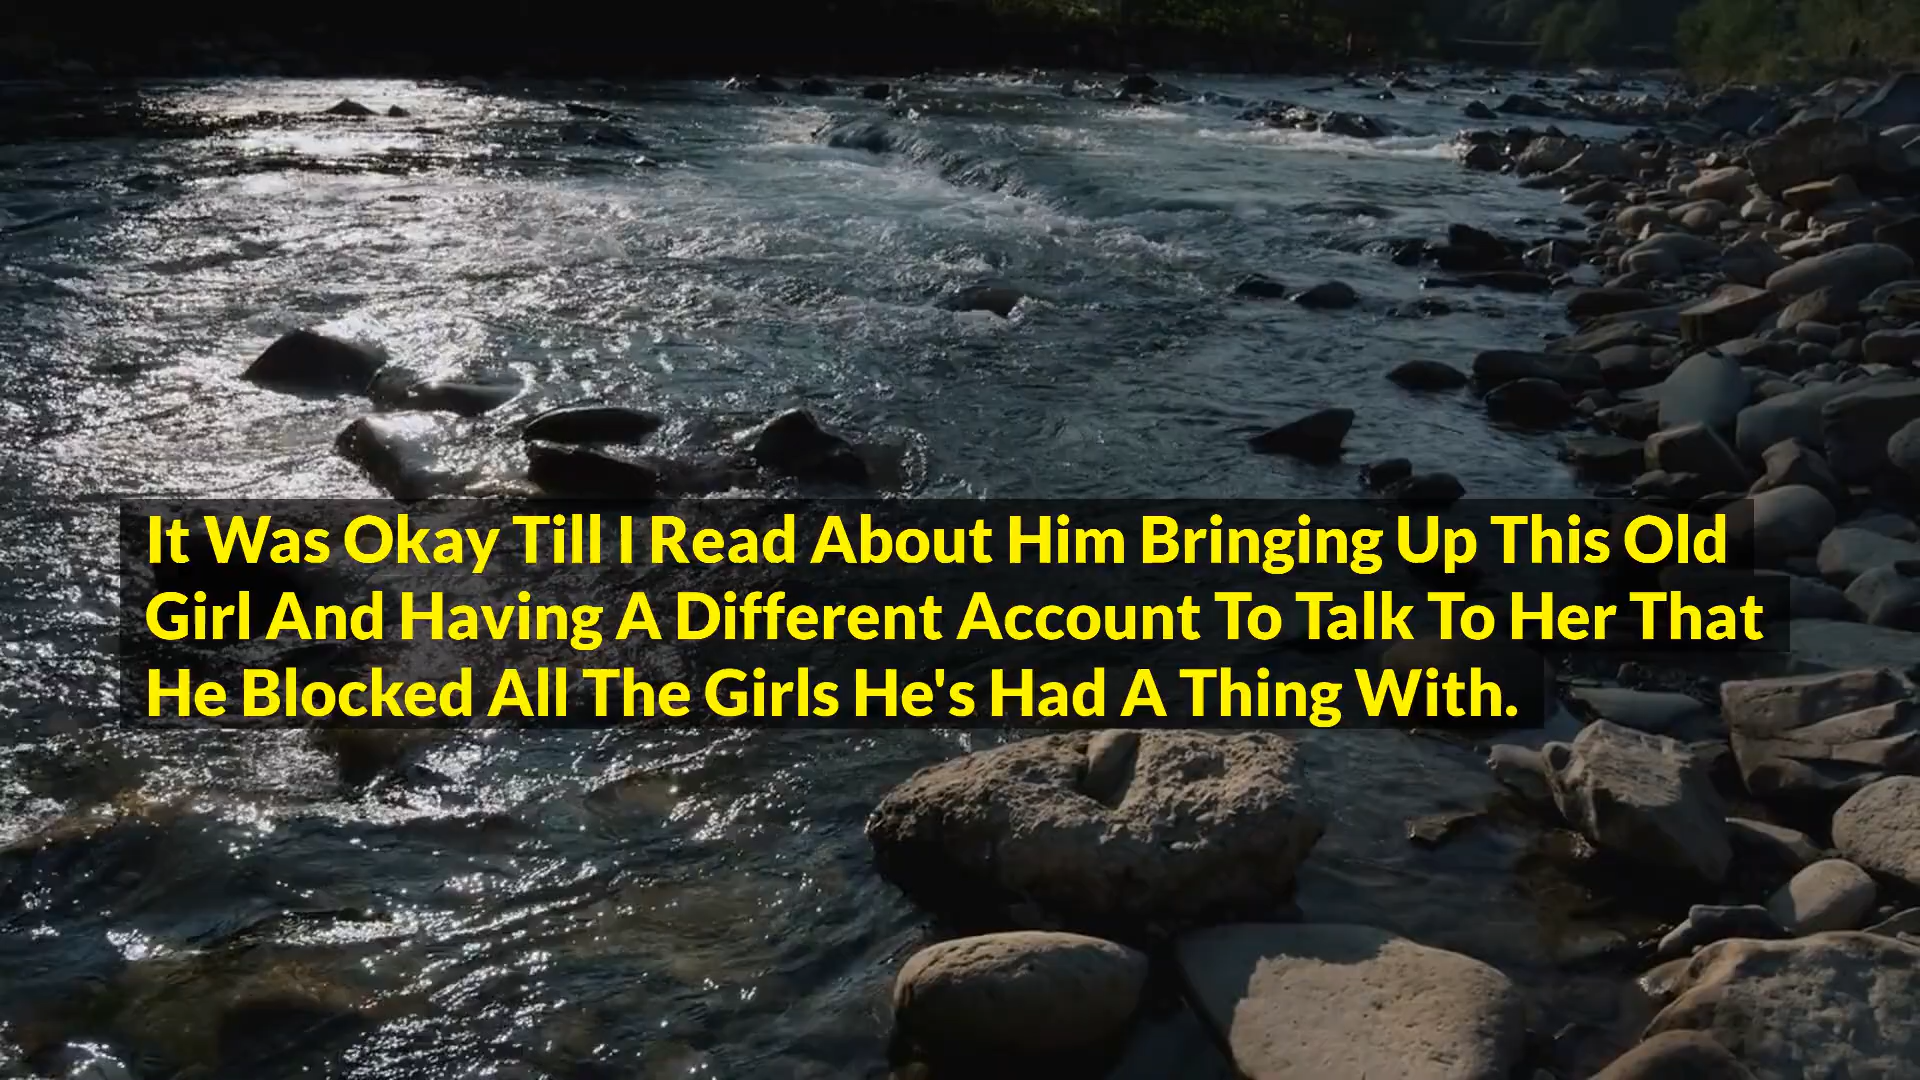 It Was Okay Till I Read About Him Bringing Up This Old
Girl And Having A Different Account To Talk To Her That
He Blocked All The Girls He's Had A Thing With.